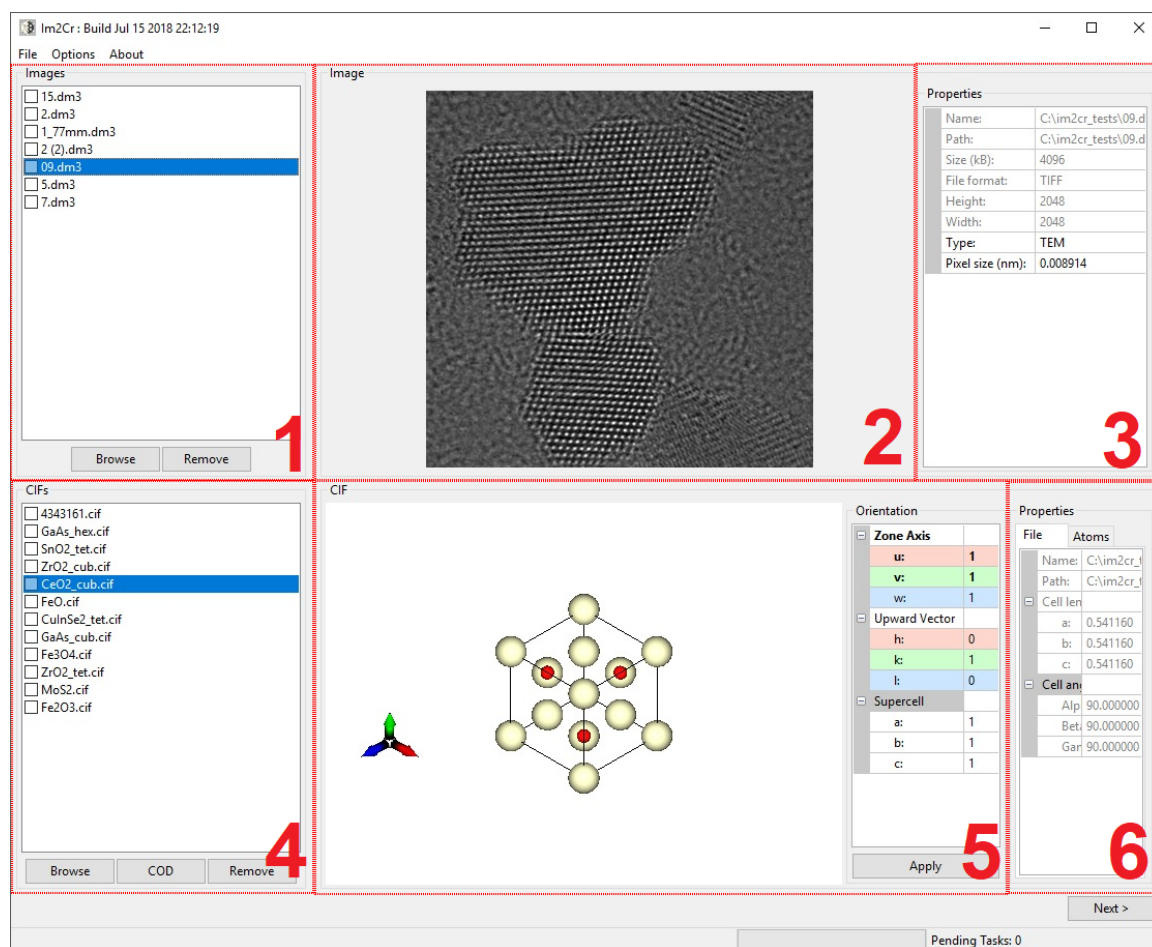 Im2Cr : Build Jul 15 2018 22:12:19
File Options About
Images
15.dm3
2.dm3
1_77mm.dm3
2 (2).dm3
09.dm3
5.dm3
7.dm3
Browse Remove
1
Image
2
Properties
Name: C:\im2cr_tests\09.d
Path: C:\im2cr_tests\09.d
Size (kB): 4096
File format: TIFF
Height: 2048
Width: 2048
Type: TEM
Pixel size (nm): 0.008914
3
CIFs
4343161.cif
GaAs_hex.cif
SnO2_tet.cif
ZrO2_cub.cif
CeO2_cub.cif
FeO.cif
CuInSe2_tet.cif
GaAs_cub.cif
Fe3O4.cif
ZrO2_tet.cif
MoS2.cif
Fe2O3.cif
Browse COD Remove
4
CIF
Orientation
Zone Axis
u: 1
v: 1
w: 1
Upward Vector
h: 0
k: 1
l: 0
Supercell
a: 1
b: 1
c: 1
Apply
5
Properties
File Atoms
Name: C:\im2cr_t
Path: C:\im2cr_t
Cell len
a: 0.541160
b: 0.541160
c: 0.541160
Cell ang
Alp 90.000000
Beta 90.000000
Gar 90.000000
6
Next >
Pending Tasks: 0